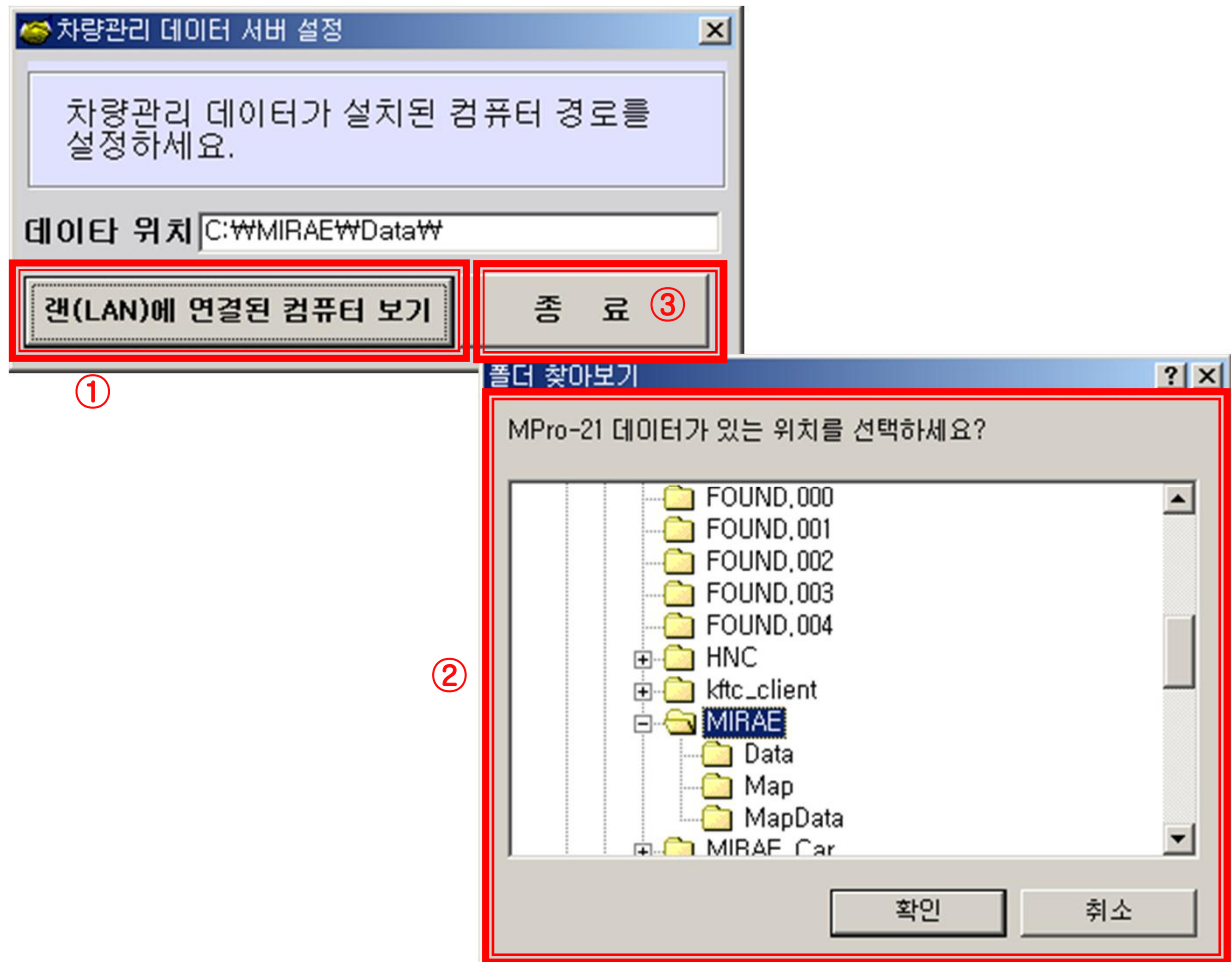 차량관리 데이터 서버 설정
차량관리 데이터가 설치된 컴퓨터 경로를
설정하세요.
데이타 위치 C:₩MIRAE₩Data₩
랜(LAN)에 연결된 컴퓨터 보기
종 료 ③
①
폴더 찾아보기
MPro-21 데이터가 있는 위치를 선택하세요?
FOUND.000
FOUND.001
FOUND.002
FOUND.003
FOUND.004
HNC
②
kftc_client
MIRAE
Data
Map
MapData
MIRAE_Car
확인 취소